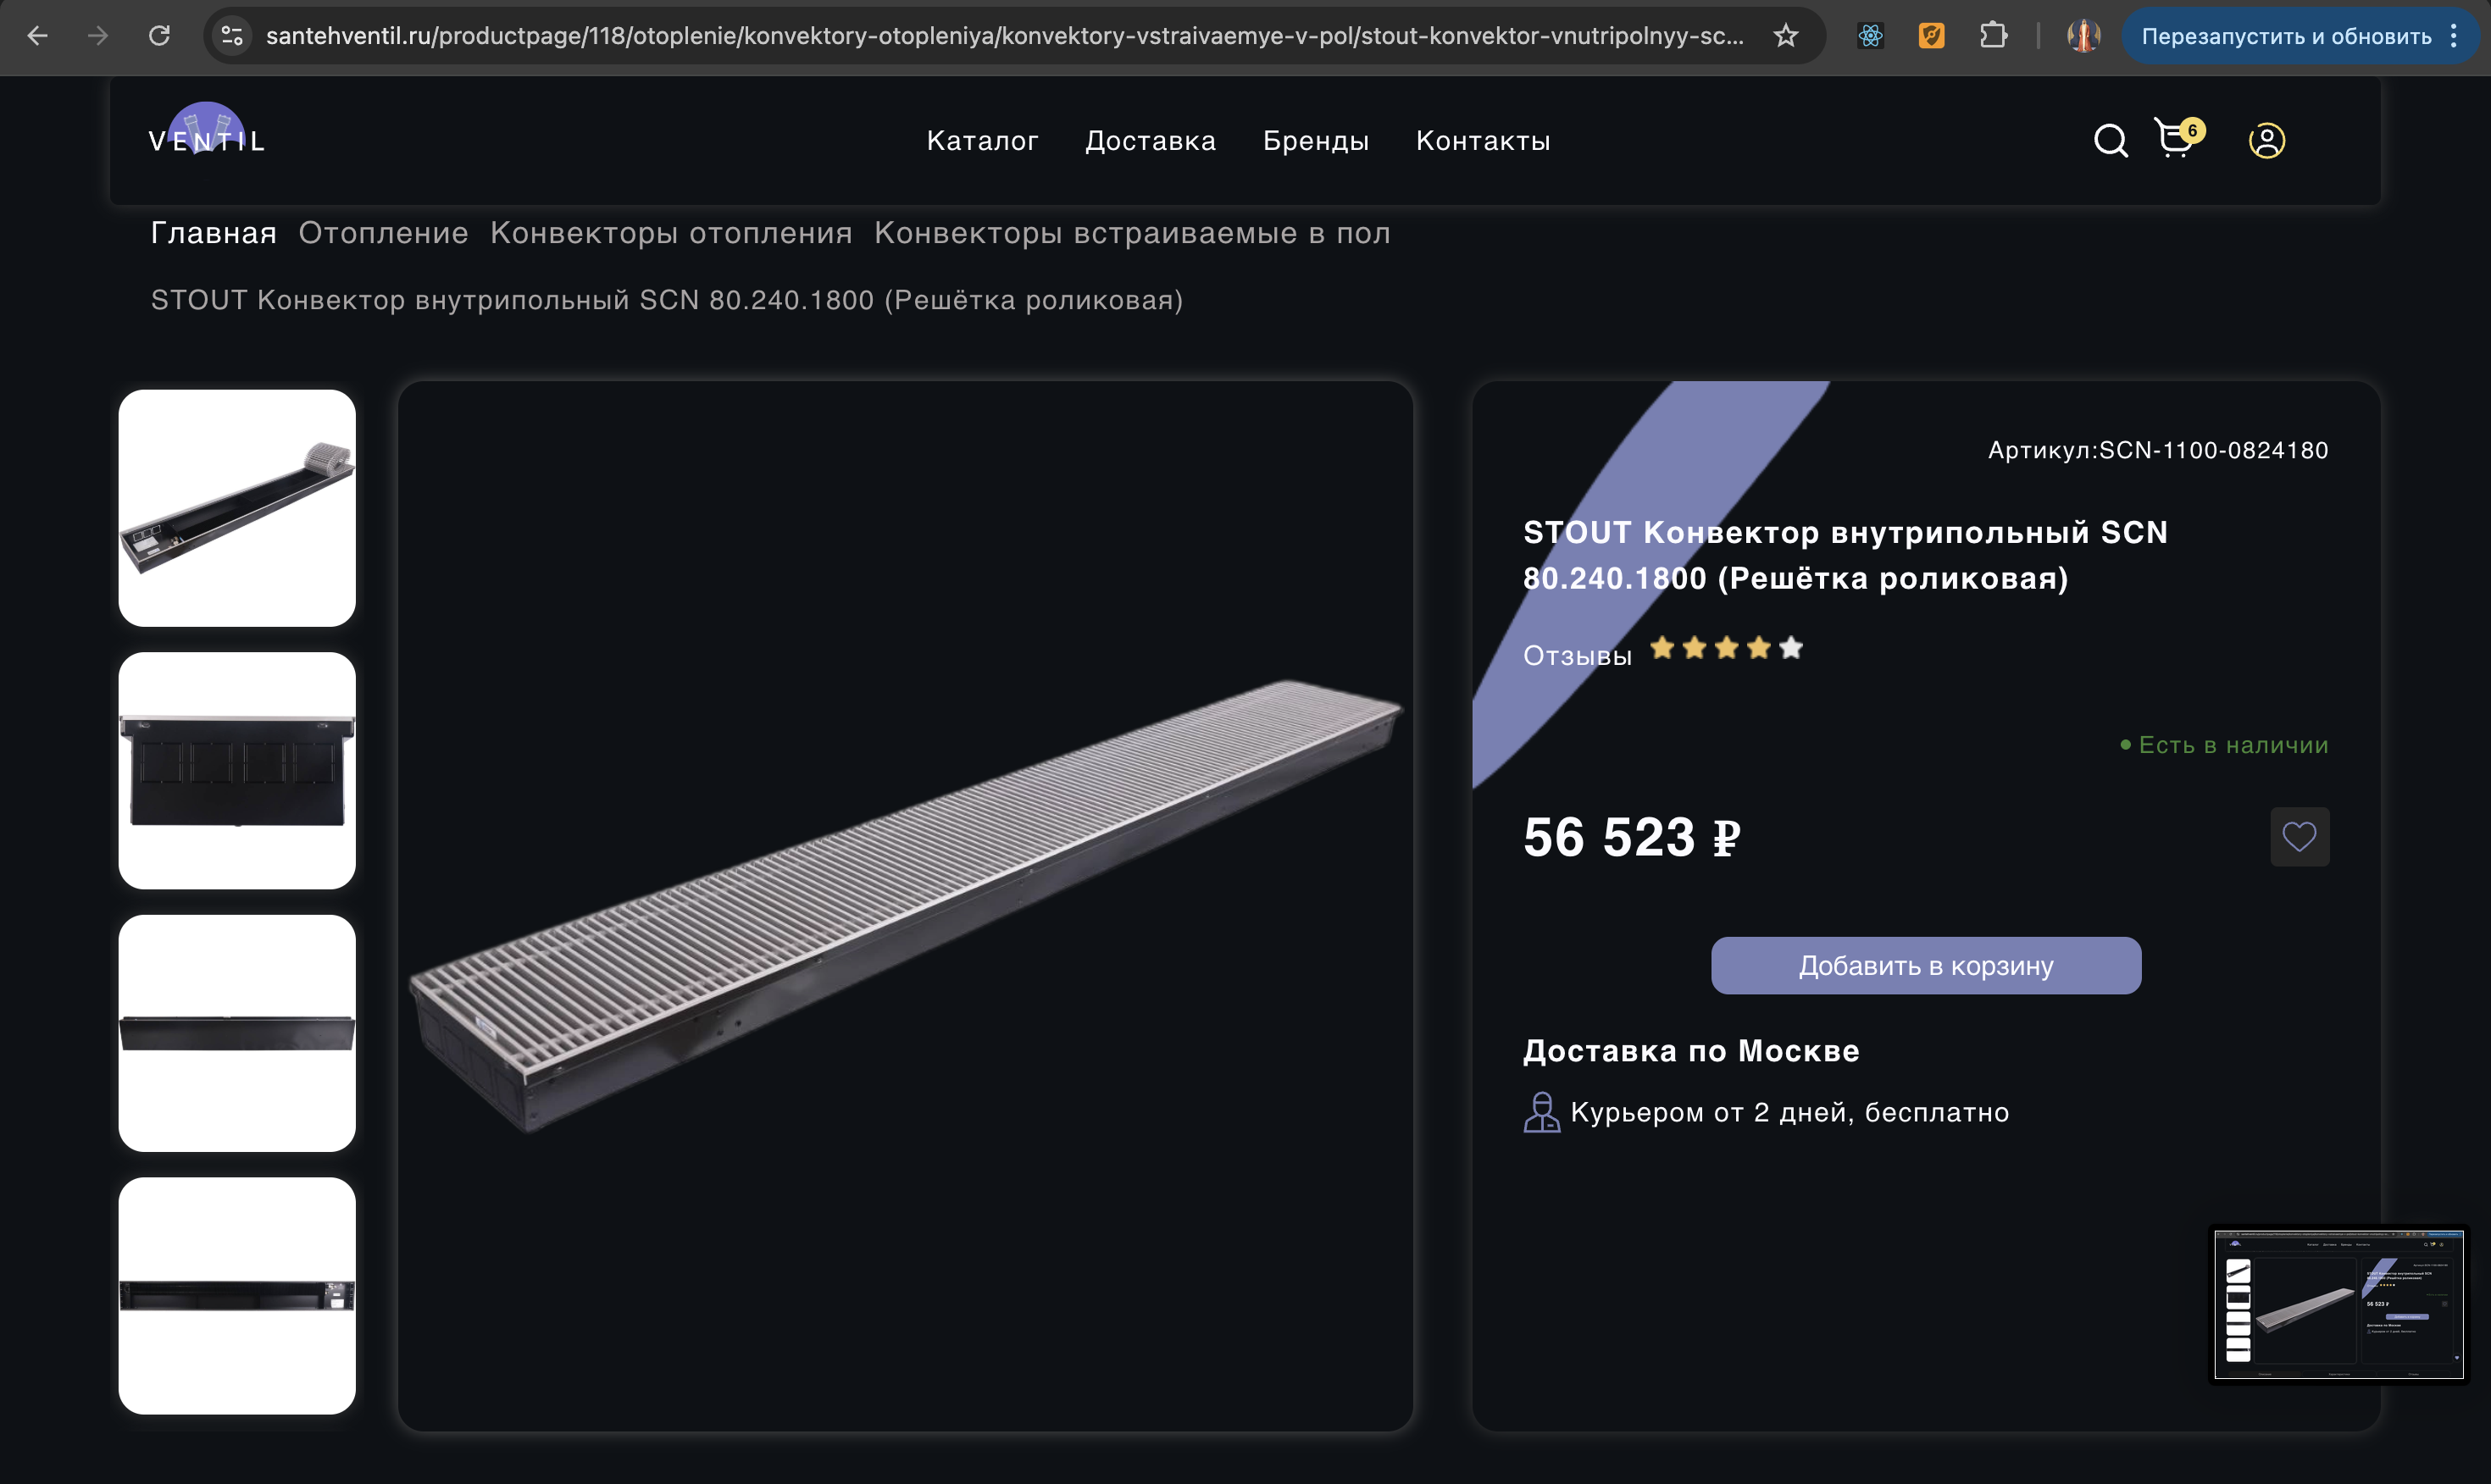 santehventil.ru/productpage/118/otoplenie/konvektory-otopleniya/konvektory-vstraivaemye-v-pol/stout-konvektor-vnutripolnyy-sc...
Перезапустить и обновить
VENTIL
Каталог Доставка Бренды Контакты
6
Главная Отопление Конвекторы отопления Конвекторы встраиваемые в пол
STOUT Конвектор внутрипольный SCN 80.240.1800 (Решётка роликовая)
Артикул:SCN-1100-0824180
STOUT Конвектор внутрипольный SCN
80.240.1800 (Решётка роликовая)
Отзывы
Есть в наличии
56 523 ₽
Добавить в корзину
Доставка по Москве
Курьером от 2 дней, бесплатно